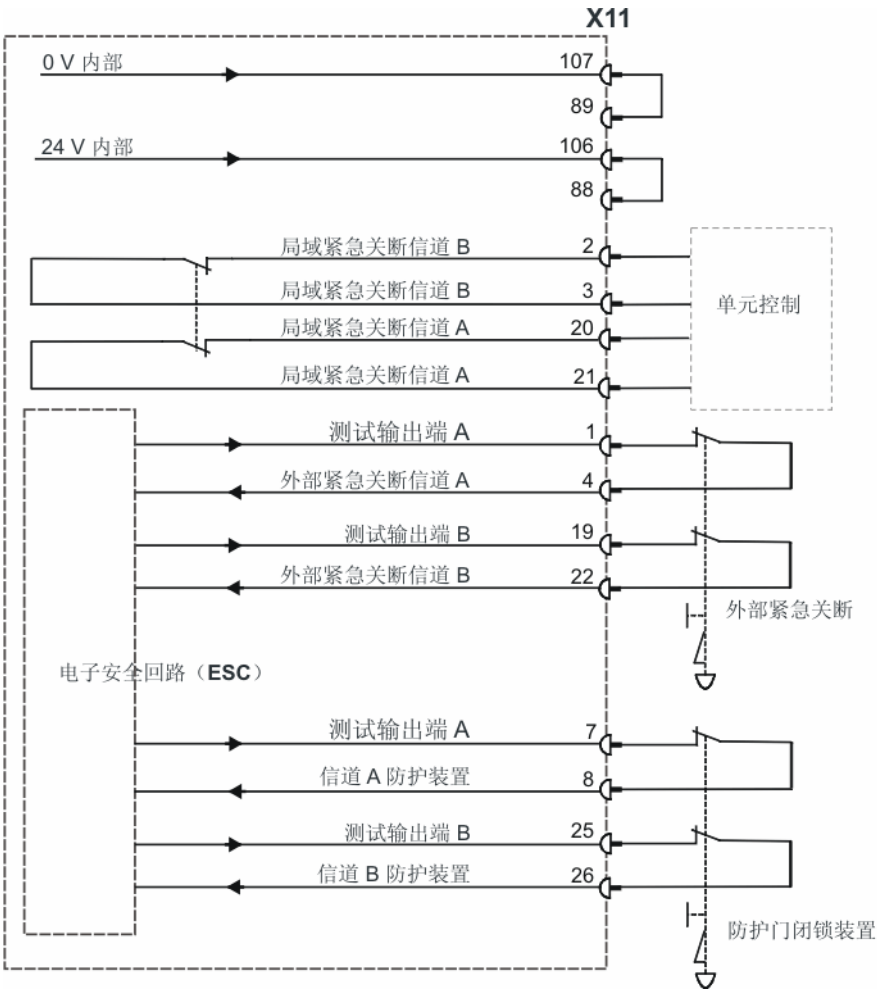 X11
0 V 内部
107
89
24 V 内部
106
88
局域紧急关断信道 B
2
局域紧急关断信道 B
3
局域紧急关断信道 A
20
局域紧急关断信道 A
21
单元控制
测试输出端 A
1
外部紧急关断信道 A
4
测试输出端 B
19
外部紧急关断信道 B
22
外部紧急关断
电子安全回路（ESC）
测试输出端 A
7
信道 A 防护装置
8
测试输出端 B
25
信道 B 防护装置
26
防护门闭锁装置